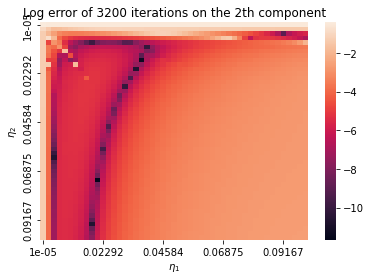 Log error of 3200 iterations on the 2th component
1e-05
0.02292
0.04584
0.06875
0.09167
η₂
1e-05 0.02292 0.04584 0.06875 0.09167
η₁
−2
−4
−6
−8
−10